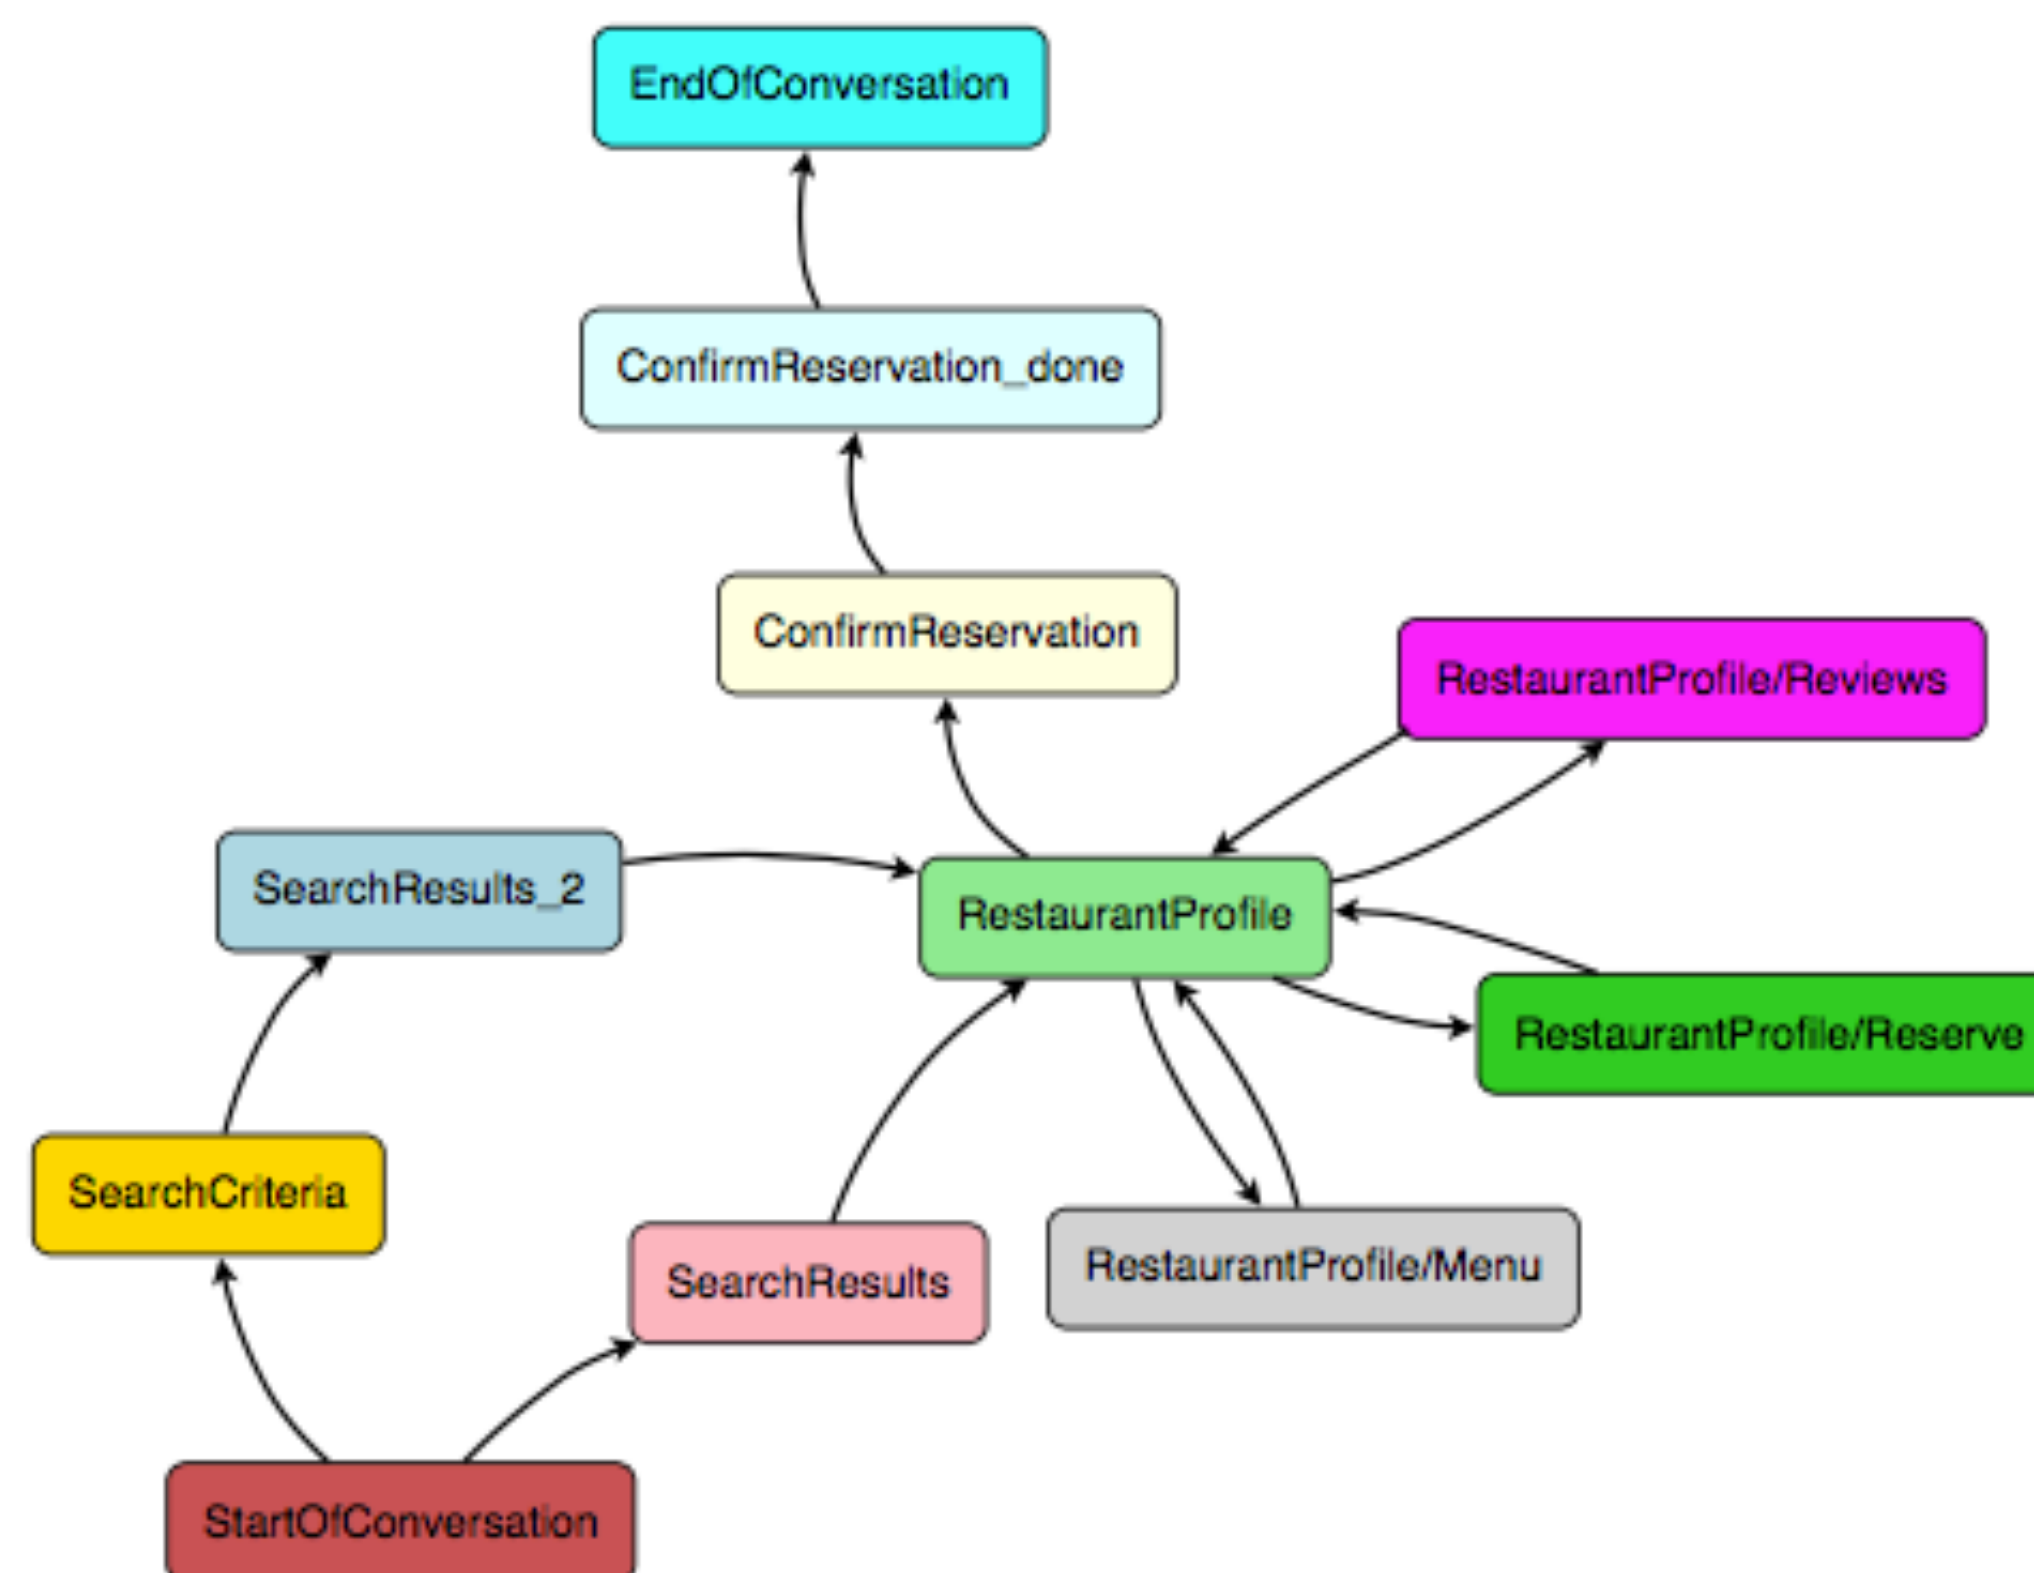 EndOfConversation
ConfirmReservation_done
ConfirmReservation
RestaurantProfile/Reviews
SearchResults_2
RestaurantProfile
RestaurantProfile/Reserve
SearchCriteria
SearchResults
RestaurantProfile/Menu
StartOfConversation